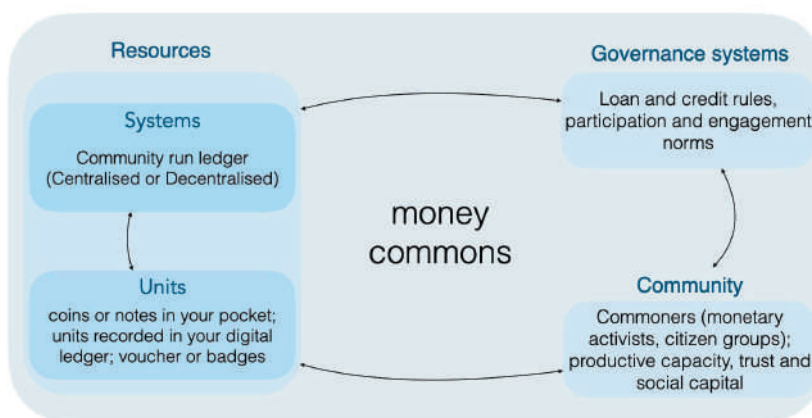 Resources
Systems
Community run ledger
(Centralised or Decentralised)
Units
coins or notes in your pocket;
units recorded in your digital
ledger; voucher or badges
money
commons
Governance systems
Loan and credit rules,
participation and engagement
norms
Community
Commoners (monetary
activists, citizen groups);
productive capacity, trust and
social capital